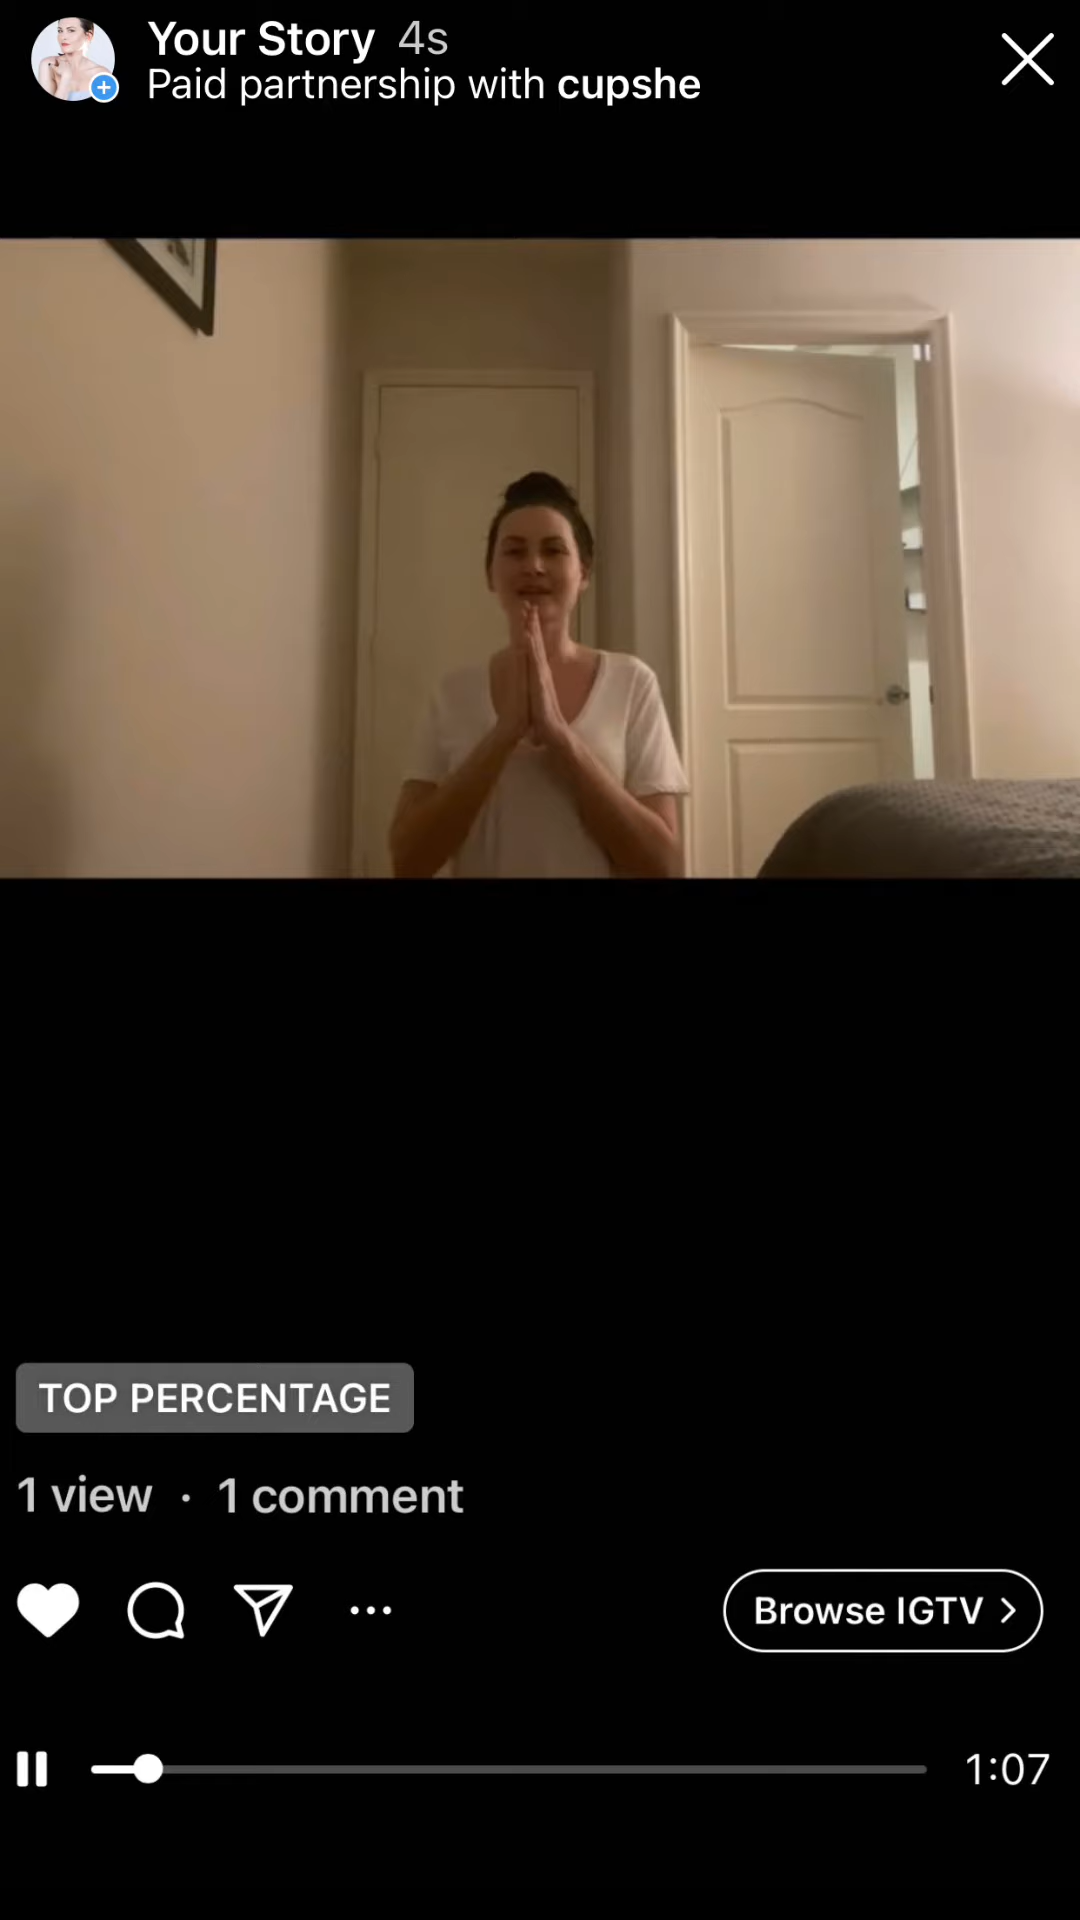 Your Story 4s
Paid partnership with cupshe
TOP PERCENTAGE
1 view · 1 comment
Browse IGTV
1:07